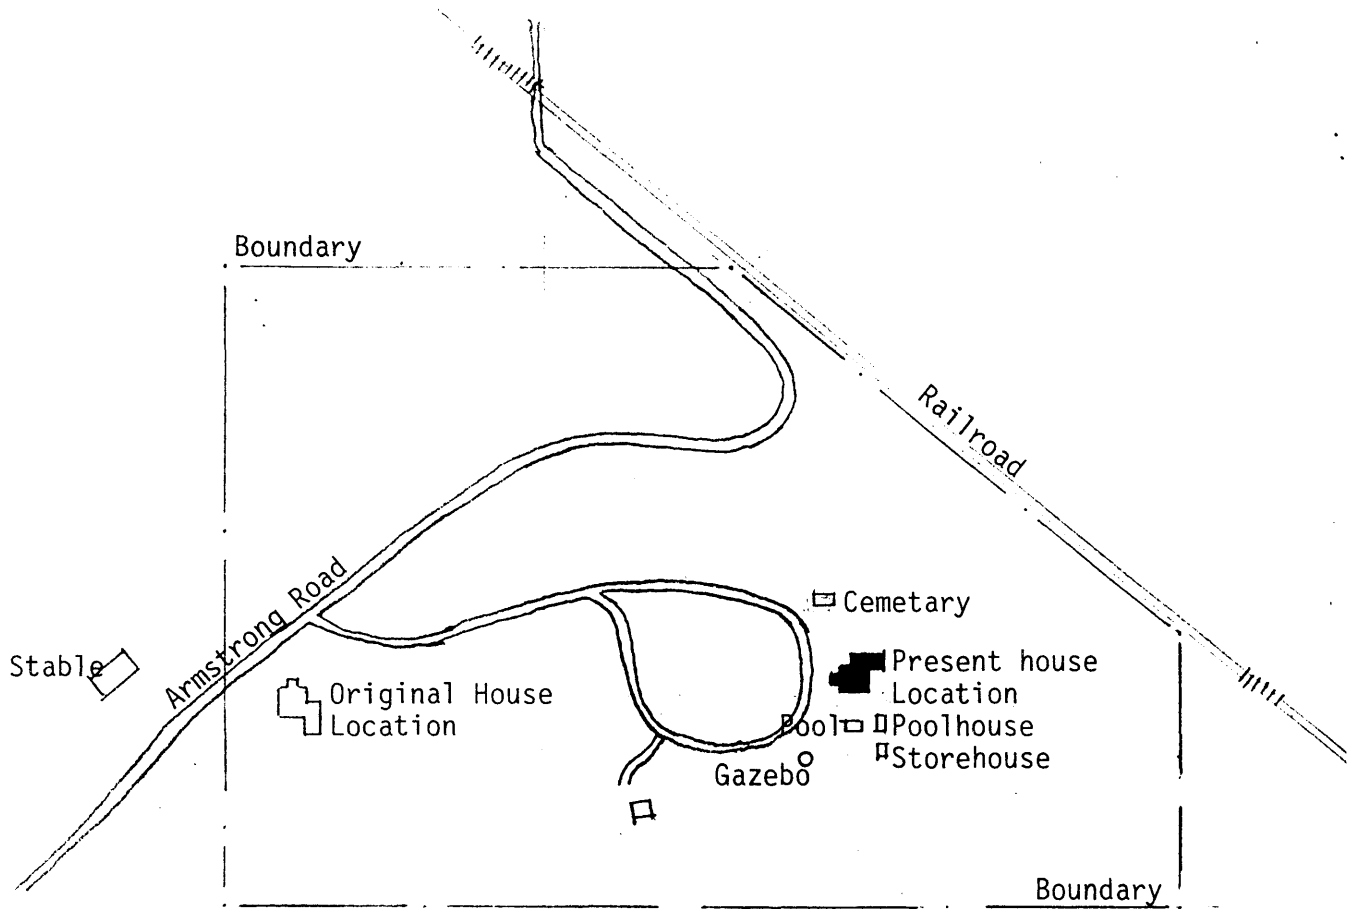 Boundary
Railroad
Armstrong Road
Cemetary
Stable
Present house
Location
Original House
Location
Pool
Poolhouse
Storehouse
Gazebo
Boundary